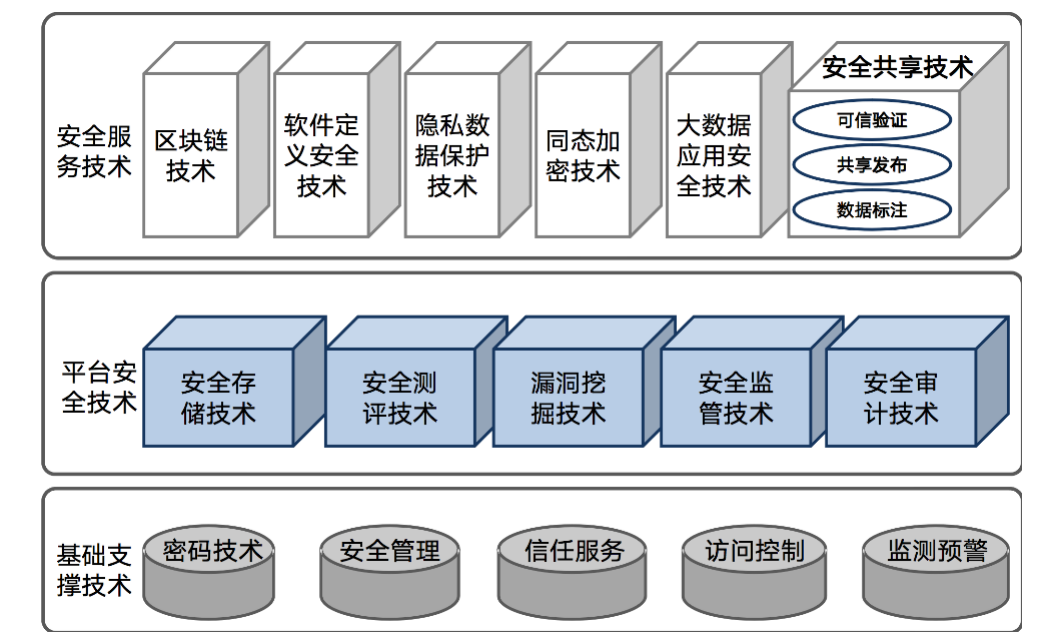 安全服
务技术
区块链
技术
软件定
义安全
技术
隐私数
据保护
技术
同态加
密技术
大数据
应用安
全技术
安全共享技术
可信验证
共享发布
数据标注
平台安
全技术
安全存
储技术
安全测
评技术
漏洞挖
掘技术
安全监
管技术
安全审
计技术
基础支
撑技术
密码技术
安全管理
信任服务
访问控制
监测预警